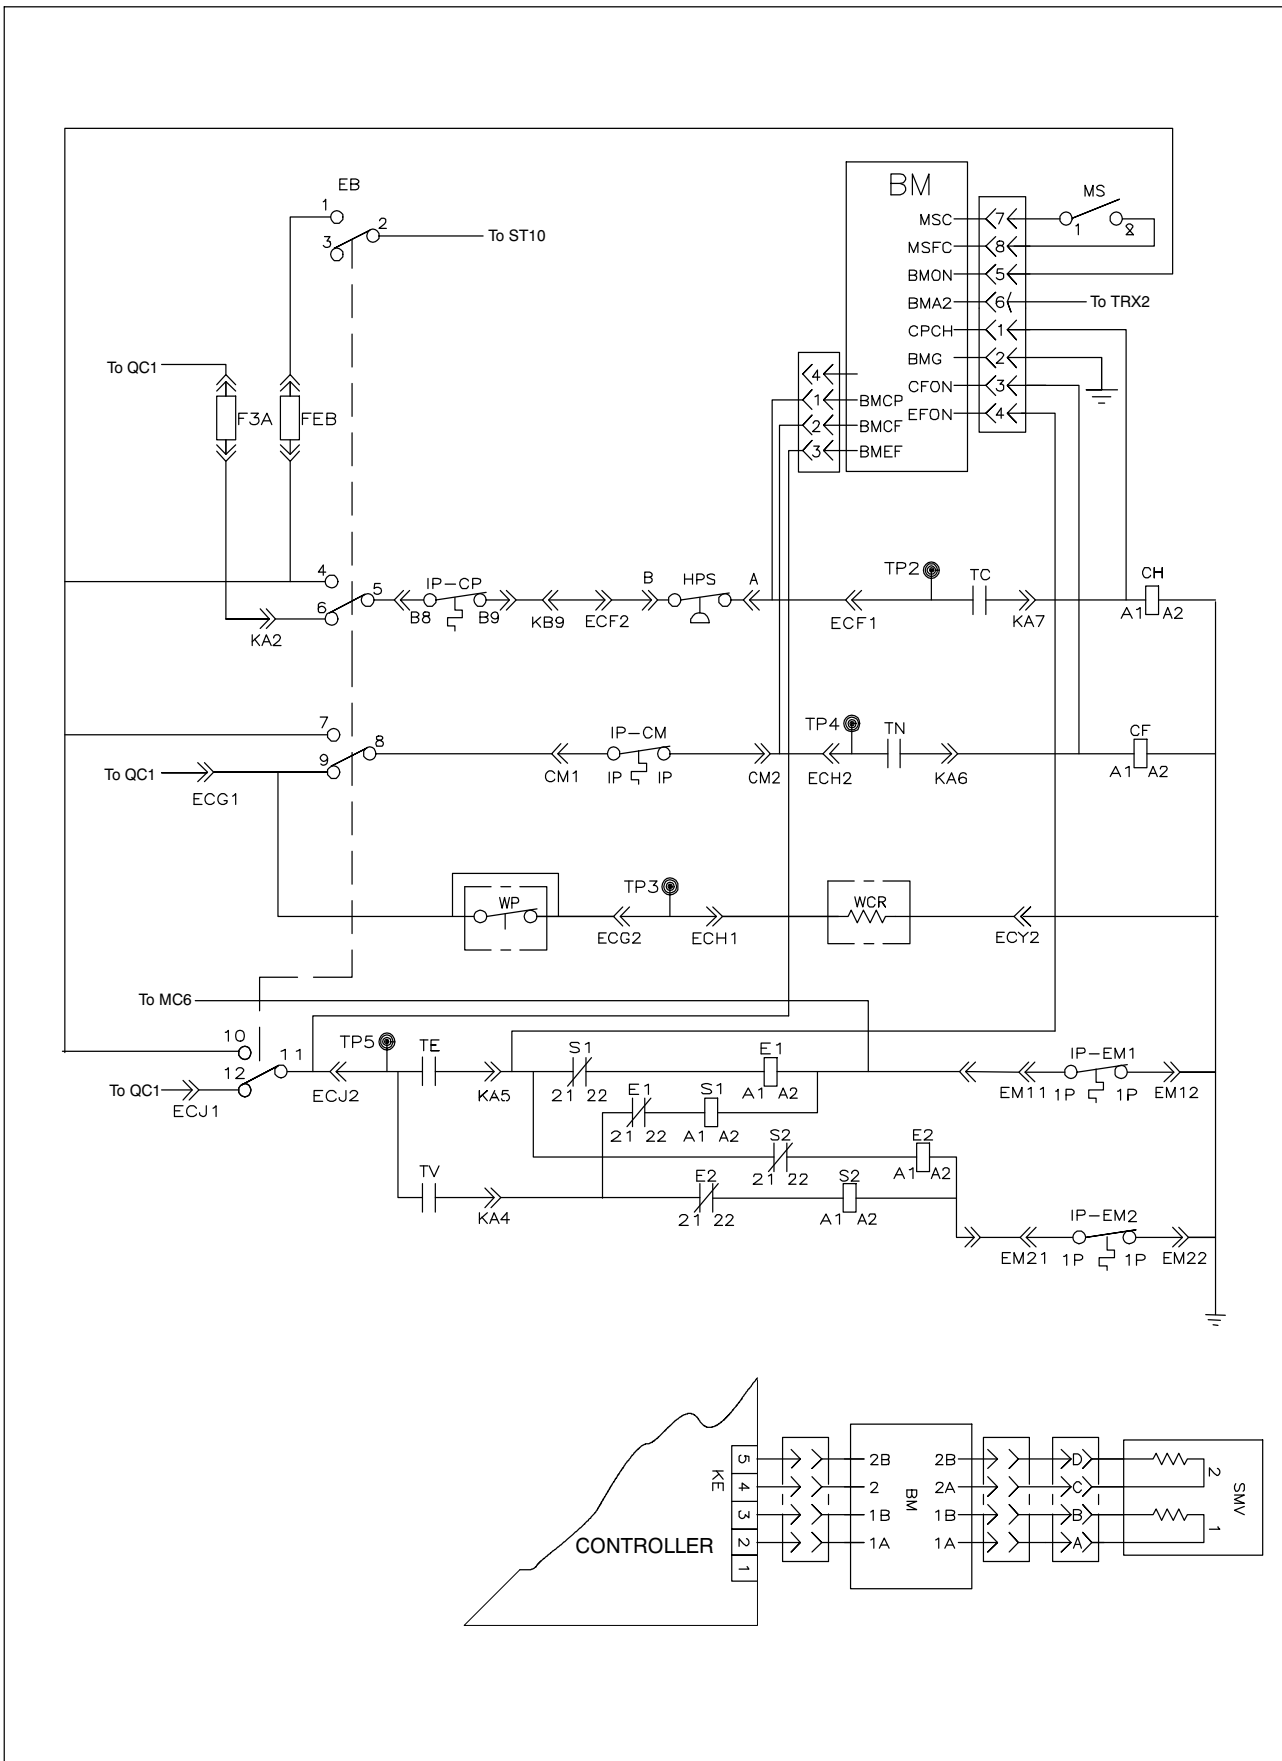 EB
1
2
3
To ST10
BM
MS
MSC
7
1
8
MSFC
8
BMON
5
BMA2
6
To TRX2
CPCH
1
BMG
2
CFON
3
EFON
4
4
1
BMCP
2
BMCF
3
BMEF
To QC1
F3A
FEB
4
5
6
KA2
IP-CP
B8
B9
KB9
ECF2
B
HPS
A
ECF1
TP2
TC
KA7
CH
A1
A2
7
8
9
To QC1
ECG1
CM1
IP-CM
IP
IP
CM2
TP4
ECH2
TN
KA6
CF
A1
A2
WP
ECG2
TP3
ECH1
WCR
ECY2
To MC6
10
11
12
To QC1
ECJ1
ECJ2
TP5
TE
KA5
S1
21 22
E1
A1 A2
IP-EM1
EM11
1P
1P
EM12
E1
21 22
S1
A1 A2
S2
21 22
E2
A1 A2
TV
KA4
E2
21 22
S2
A1 A2
IP-EM2
EM21
1P
1P
EM22
CONTROLLER
KE
5
4
3
2
1
2B
2
1B
1A
BM
2B
2A
1B
1A
D
C
B
A
2
1
SMV